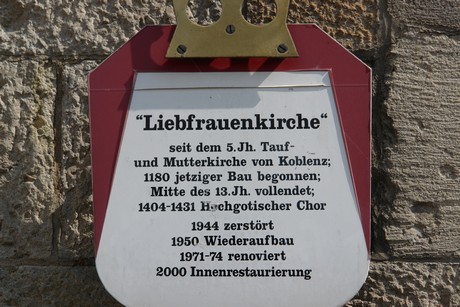 "Liebfrauenkirche"
seit dem 5.Jh. Tauf-
und Mutterkirche von Koblenz;
1180 jetziger Bau begonnen;
Mitte des 13.Jh. vollendet;
1404-1431 Hochgotischer Chor
1944 zerstört
1950 Wiederaufbau
1971-74 renoviert
2000 Innenrestaurierung